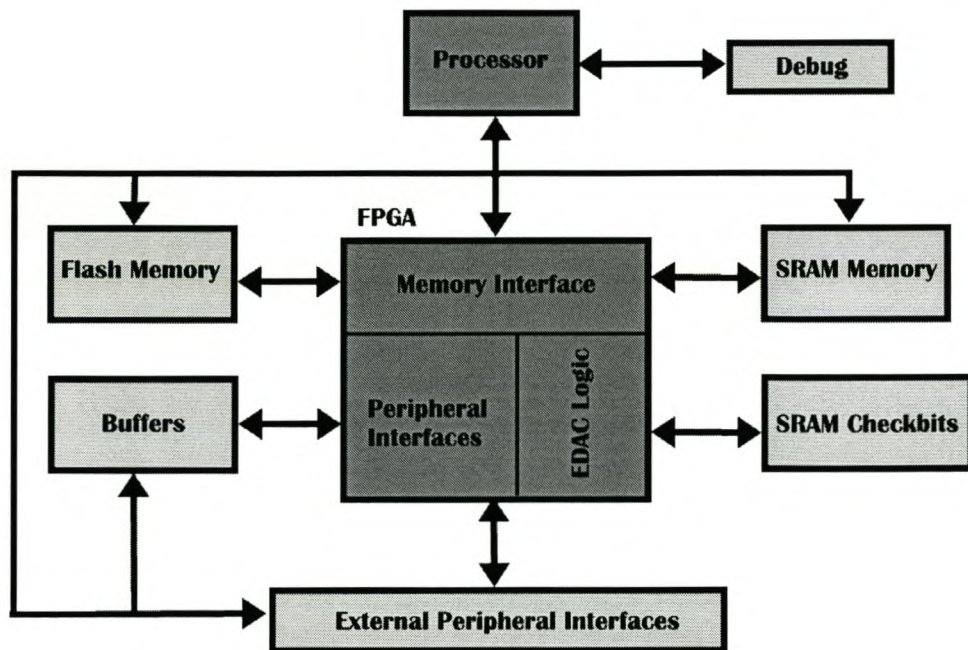 Processor
Debug
FPGA
Flash Memory
Memory Interface
SRAM Memory
Buffers
Peripheral
Interfaces
EDAC Logic
SRAM Checkbits
External Peripheral Interfaces